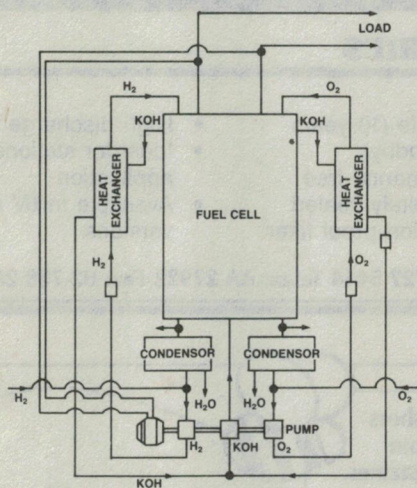 LOAD
H₂
O₂
KOH
KOH
HEAT EXCHANGER
HEAT EXCHANGER
FUEL CELL
H₂
O₂
CONDENSOR
CONDENSOR
H₂
H₂O
H₂O
O₂
H₂
KOH
O₂
PUMP
KOH